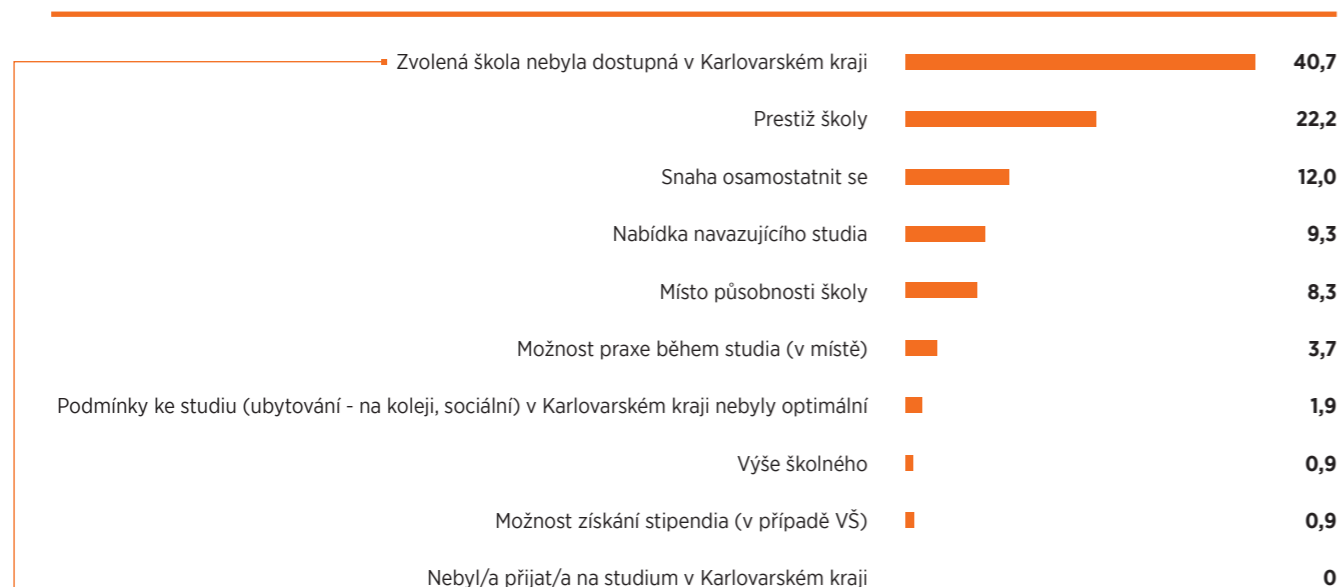 Zvolená škola nebyla dostupná v Karlovarském kraji 40,7
Prestiž školy 22,2
Snaha osamostatnit se 12,0
Nabídka navazujícího studia 9,3
Místo působnosti školy 8,3
Možnost praxe během studia (v místě) 3,7
Podmínky ke studiu (ubytování - na koleji, sociální) v Karlovarském kraji nebyly optimální 1,9
Výše školného 0,9
Možnost získání stipendia (v případě VŠ) 0,9
Nebyl/a přijat/a na studium v Karlovarském kraji 0